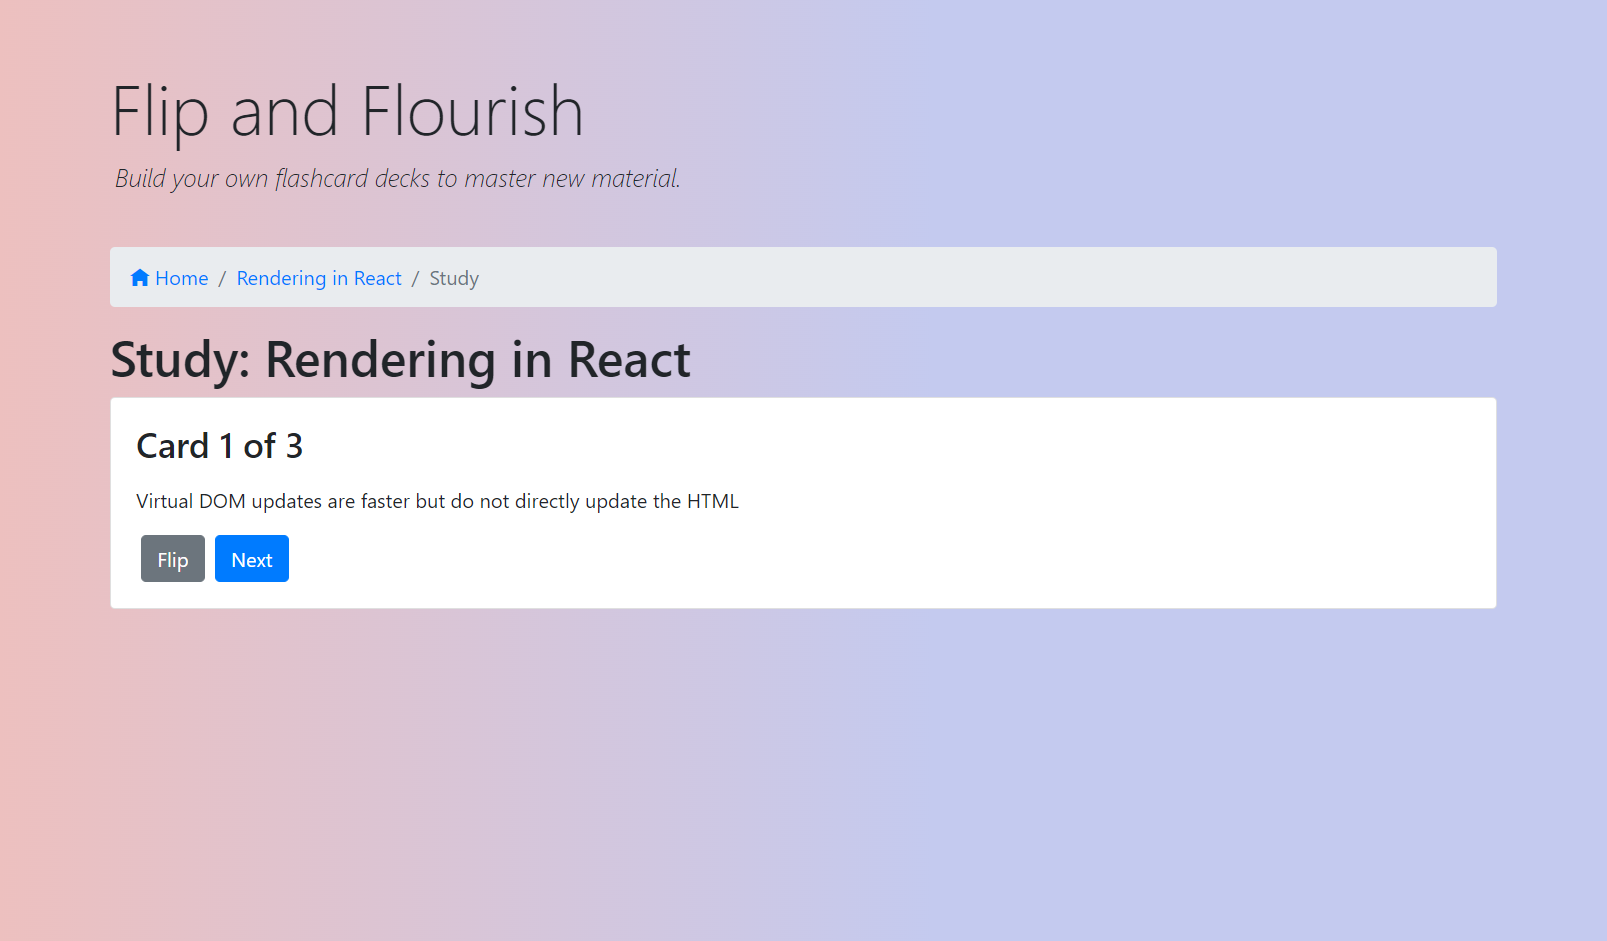 Flip and Flourish
Build your own flashcard decks to master new material.
Home / Rendering in React / Study
Study: Rendering in React
Card 1 of 3
Virtual DOM updates are faster but do not directly update the HTML
Flip Next